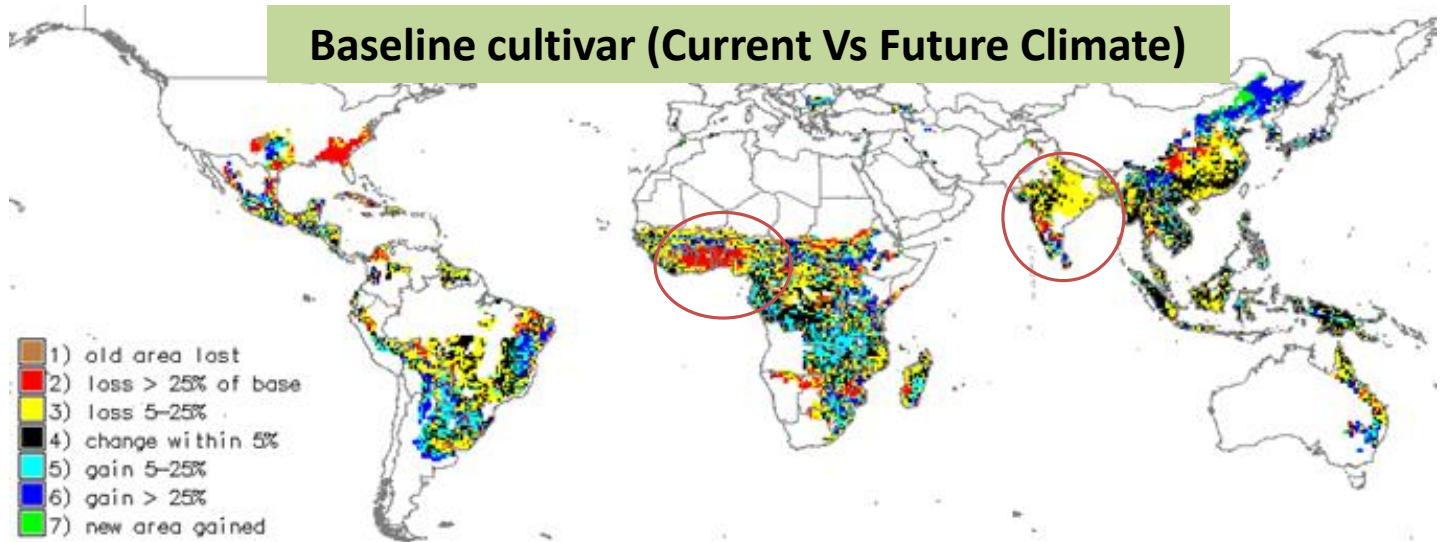 Baseline cultivar (Current Vs Future Climate)
1) old area lost
2) loss > 25% of base
3) loss 5-25%
4) change within 5%
5) gain 5-25%
6) gain > 25%
7) new area gained